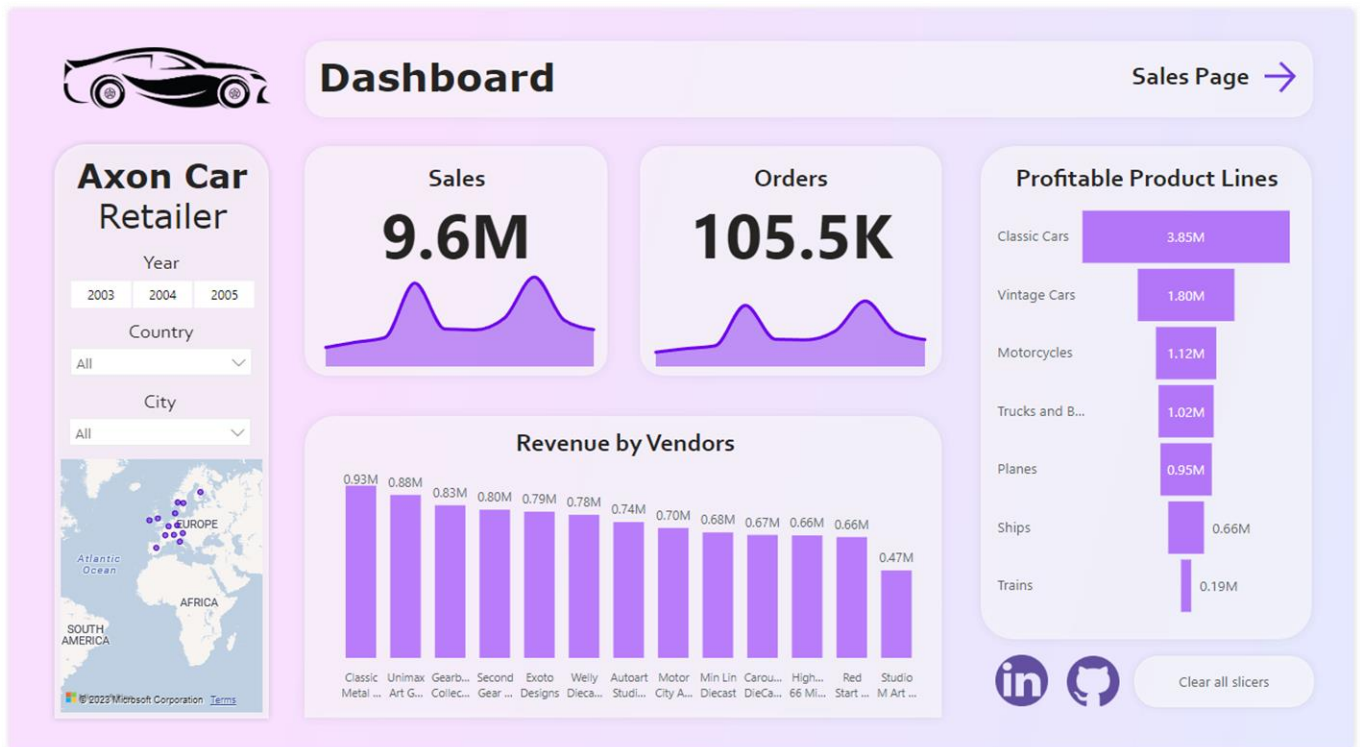 Dashboard
Sales Page
Axon Car
Retailer
Year
2003 2004 2005
Country
All
City
All
EUROPE
Atlantic
Ocean
AFRICA
SOUTH
AMERICA
© 2023 Microsoft Corporation Terms
Sales
9.6M
Orders
105.5K
Revenue by Vendors
0.93M 0.88M 0.83M 0.80M 0.79M 0.78M 0.74M 0.70M 0.68M 0.67M 0.66M 0.66M 0.47M
Classic Unimax Gearb... Second Exoto Welly Autoart Motor Min Lin Carou... High... Red Studio
Metal ... Art G... Collec... Gear ... Designs Dieca... Studi... City A... Diecast DieCa... 66 Mi... Start ... M Art ...
Profitable Product Lines
Classic Cars 3.85M
Vintage Cars 1.80M
Motorcycles 1.12M
Trucks and B... 1.02M
Planes 0.95M
Ships 0.66M
Trains 0.19M
in
Clear all slicers